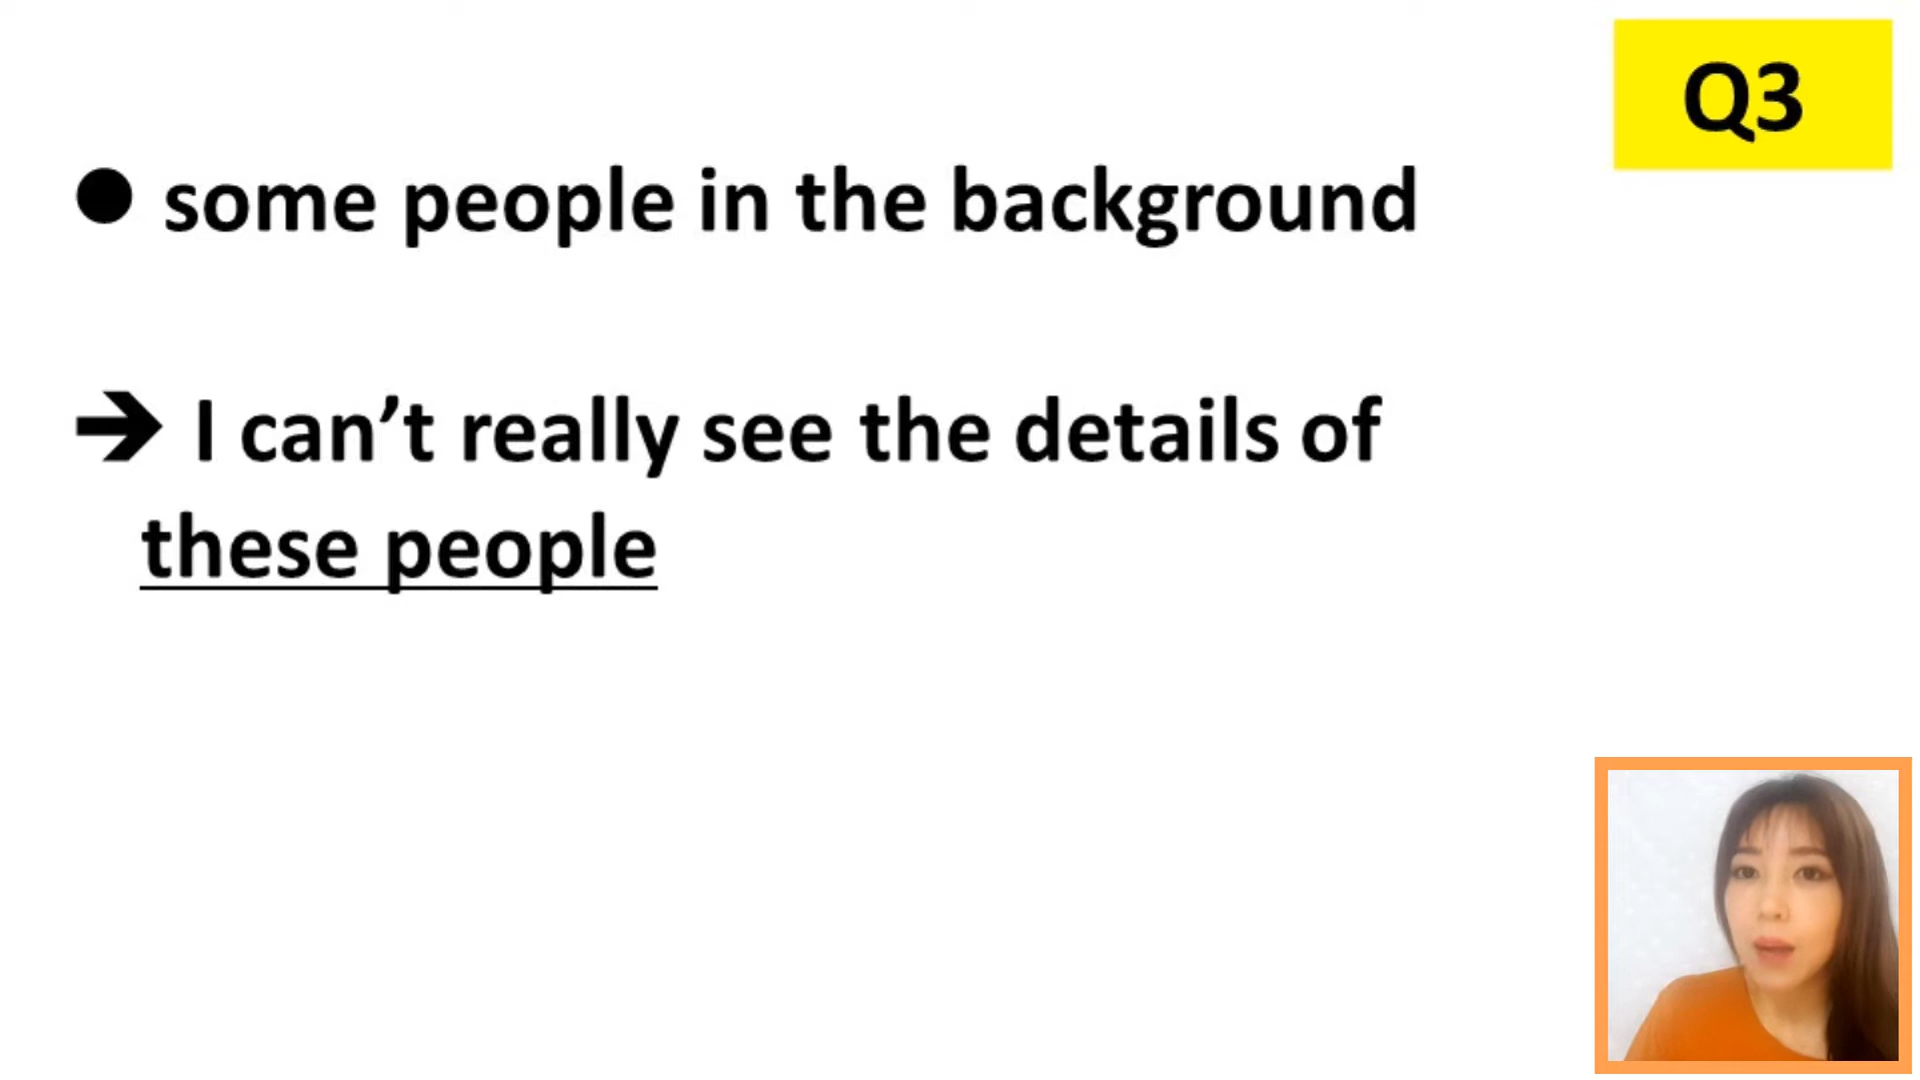 Q3
● some people in the background
➔ I can’t really see the details of
these people